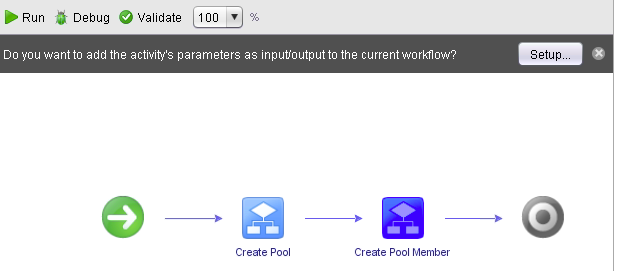 Run Debug Validate 100 %
Do you want to add the activity's parameters as input/output to the current workflow? Setup...
Create Pool Create Pool Member